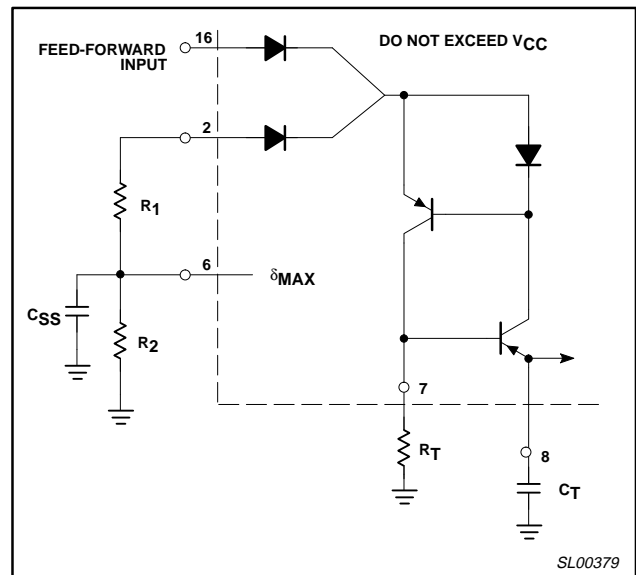 FEED-FORWARD
INPUT
16
DO NOT EXCEED VCC
2
R1
6
δMAX
CSS
R2
7
RT
8
CT
SL00379